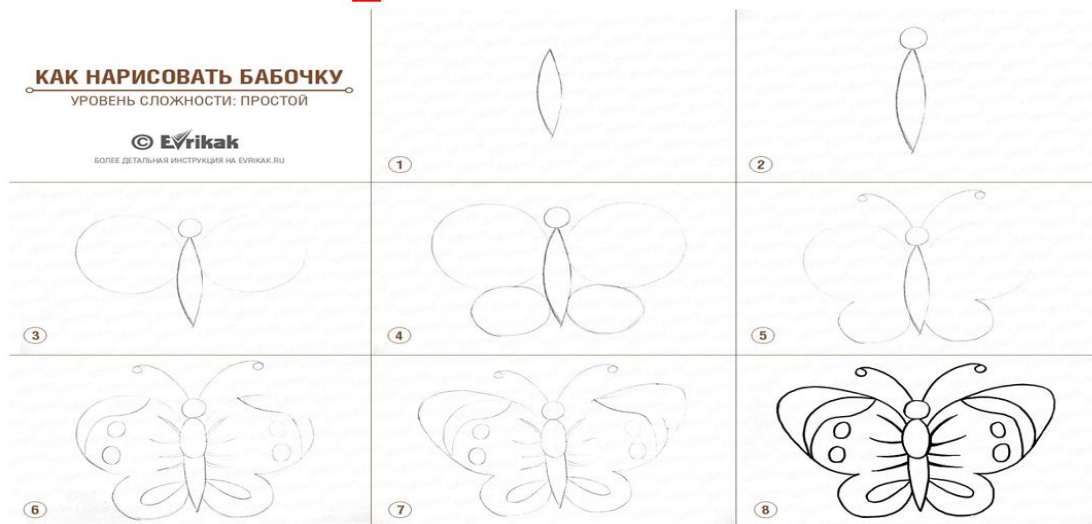 КАК НАРИСОВАТЬ БАБОЧКУ
УРОВЕНЬ СЛОЖНОСТИ: ПРОСТОЙ
© Evrikak
БОЛЕЕ ДЕТАЛЬНАЯ ИНСТРУКЦИЯ НА EVRIKAK.RU
1
2
3
4
5
6
7
8